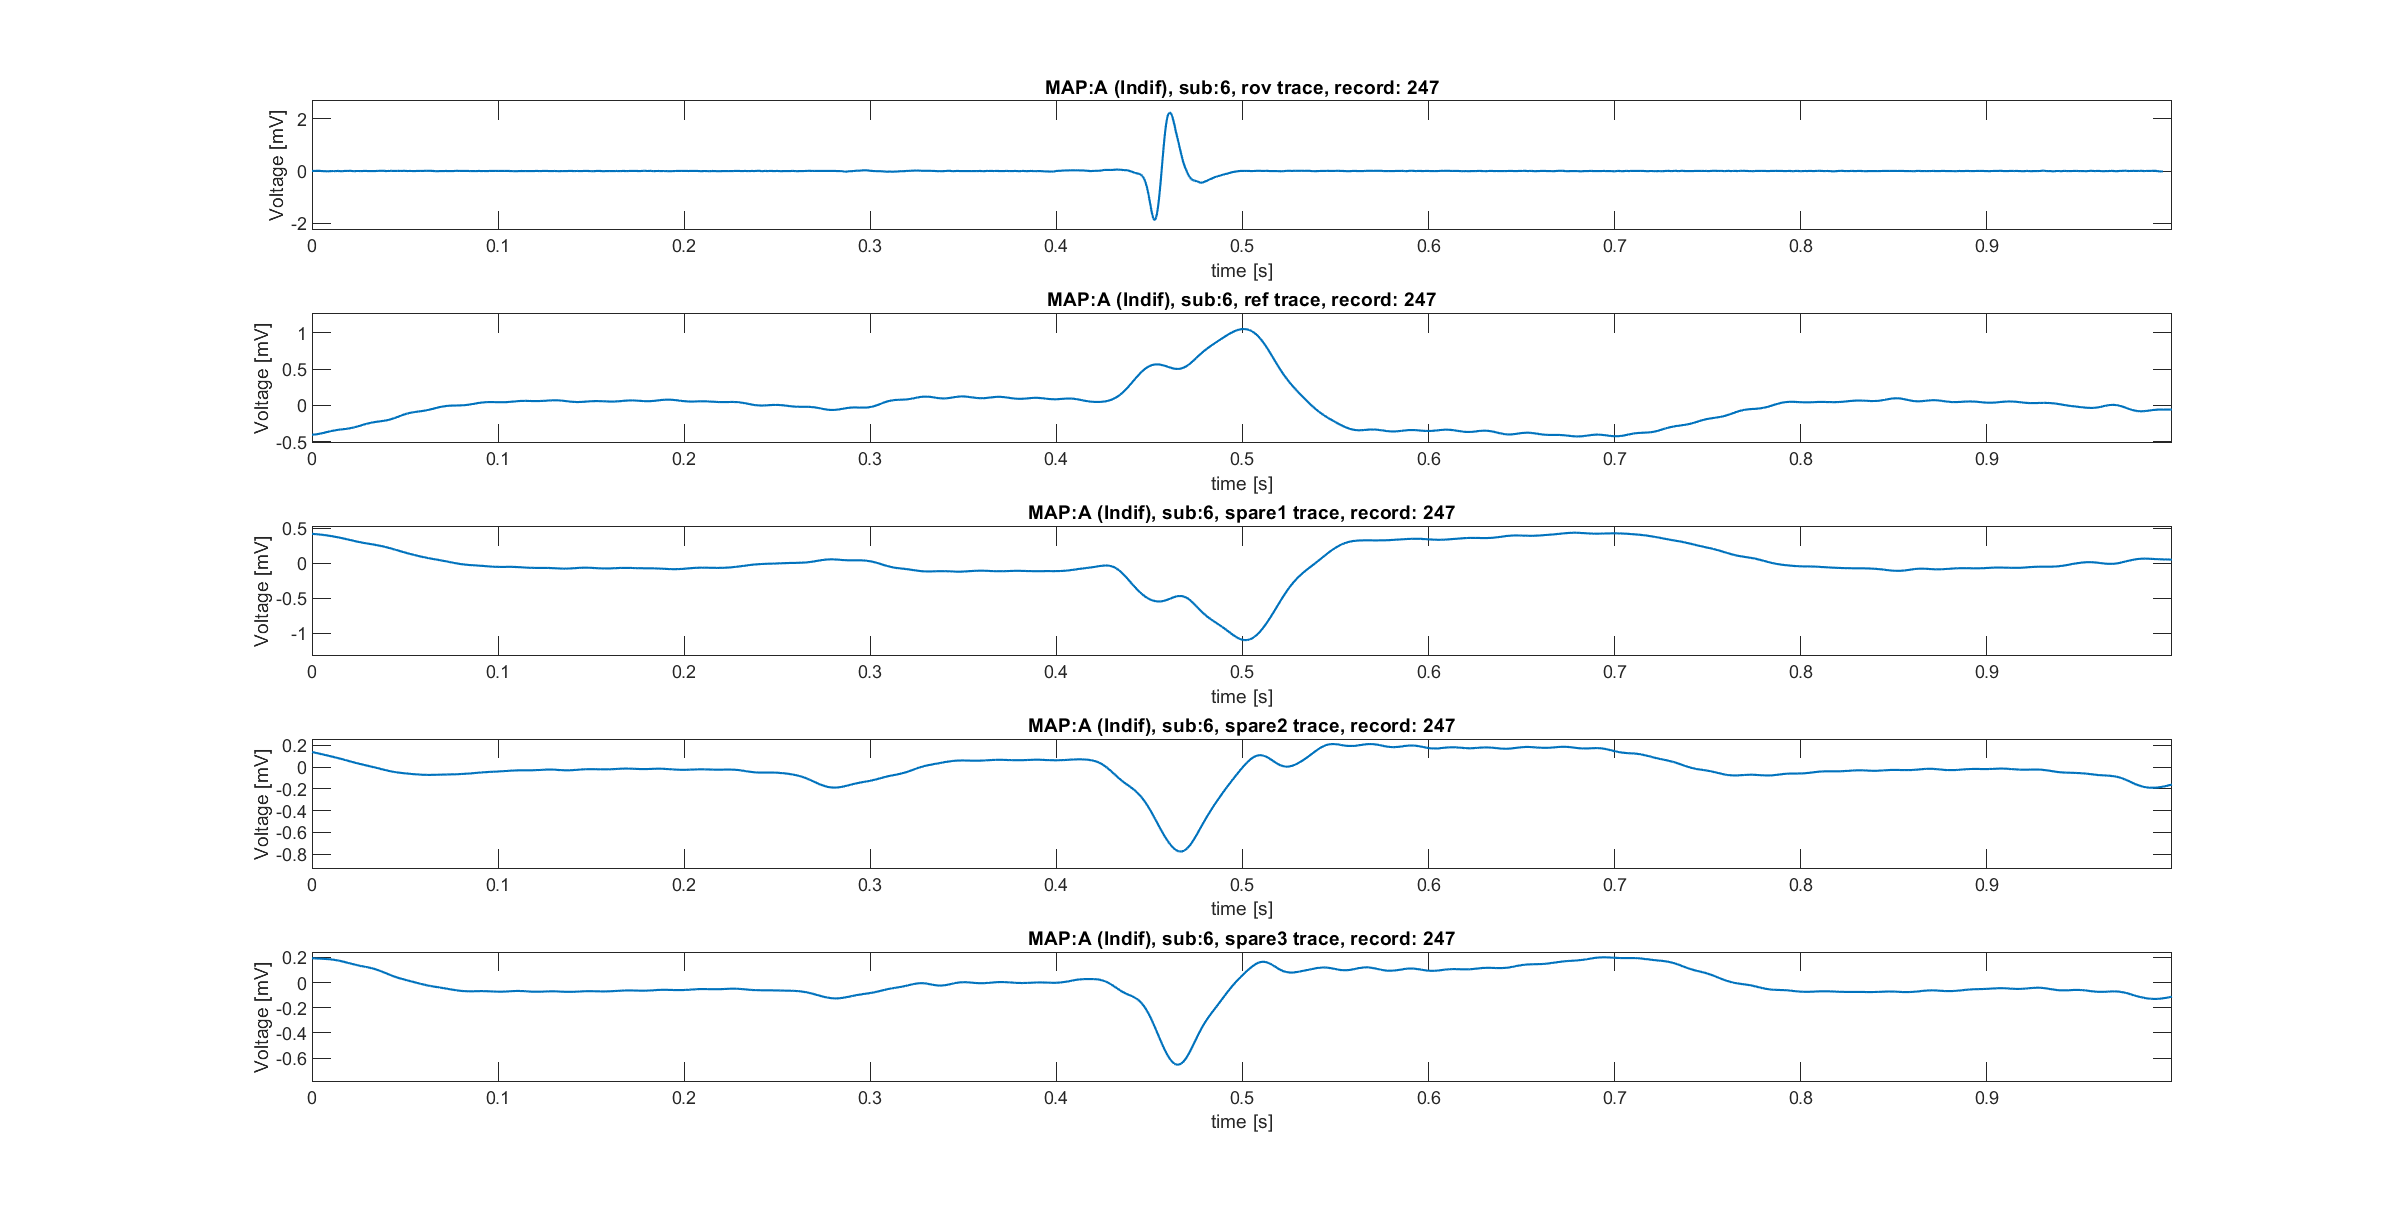 MAP:A (Indif), sub:6, rov trace, record: 247
Voltage [mV]
2
0
-2
0 0.1 0.2 0.3 0.4 0.5 0.6 0.7 0.8 0.9
time [s]
MAP:A (Indif), sub:6, ref trace, record: 247
Voltage [mV]
1
0.5
0
-0.5
0 0.1 0.2 0.3 0.4 0.5 0.6 0.7 0.8 0.9
time [s]
MAP:A (Indif), sub:6, spare1 trace, record: 247
Voltage [mV]
0.5
0
-0.5
-1
0 0.1 0.2 0.3 0.4 0.5 0.6 0.7 0.8 0.9
time [s]
MAP:A (Indif), sub:6, spare2 trace, record: 247
Voltage [mV]
0.2
0
-0.2
-0.4
-0.6
-0.8
0 0.1 0.2 0.3 0.4 0.5 0.6 0.7 0.8 0.9
time [s]
MAP:A (Indif), sub:6, spare3 trace, record: 247
Voltage [mV]
0.2
0
-0.2
-0.4
-0.6
0 0.1 0.2 0.3 0.4 0.5 0.6 0.7 0.8 0.9
time [s]